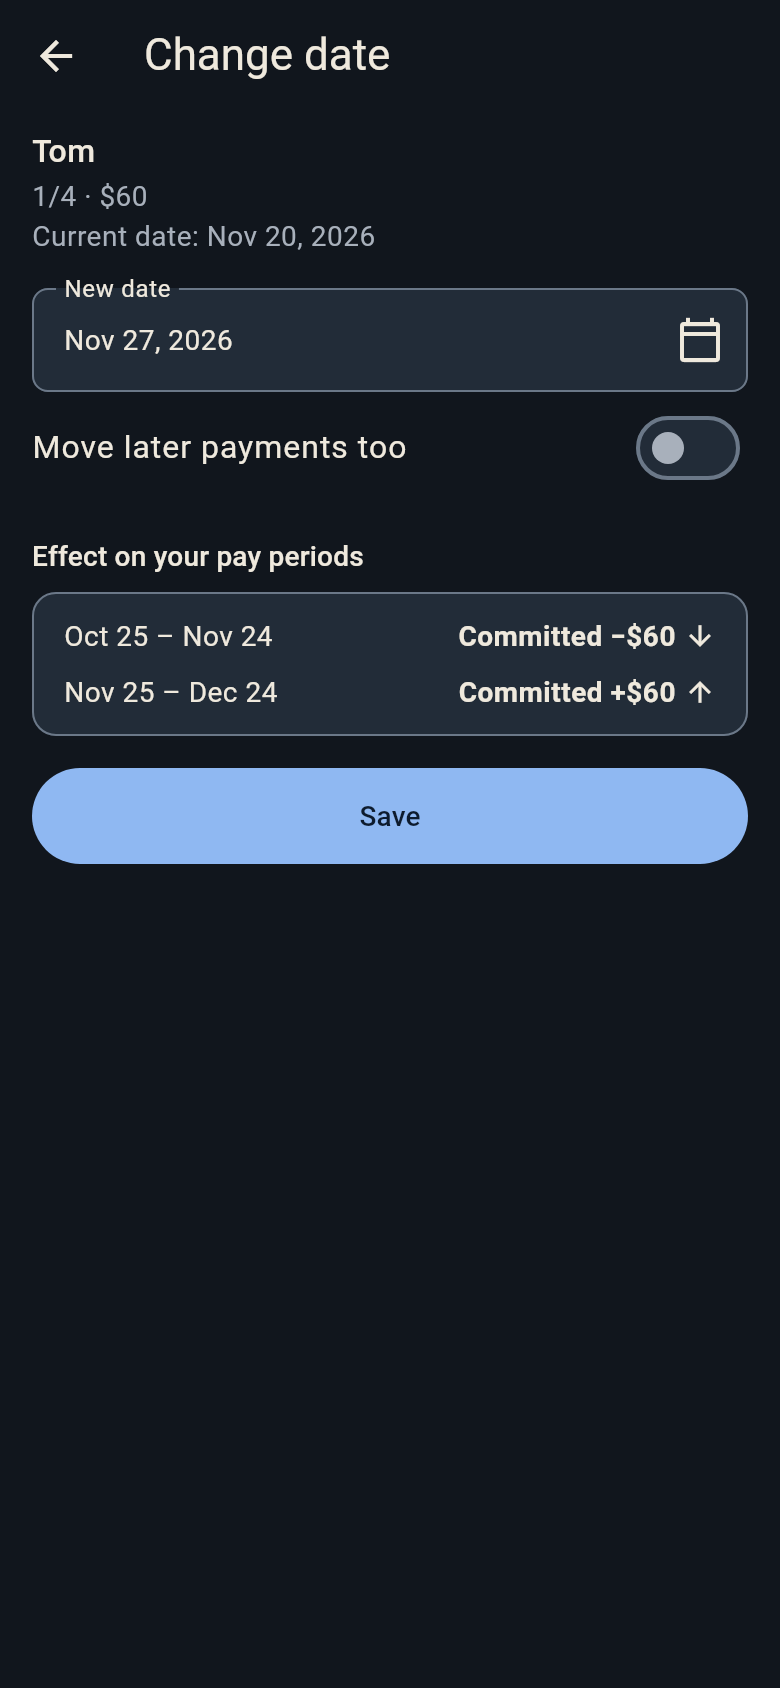 Change date
Tom
1/4 · $60
Current date: Nov 20, 2026
New date
Nov 27, 2026
Move later payments too
Effect on your pay periods
Oct 25 – Nov 24 Committed −$60 ↓
Nov 25 – Dec 24 Committed +$60 ↑
Save